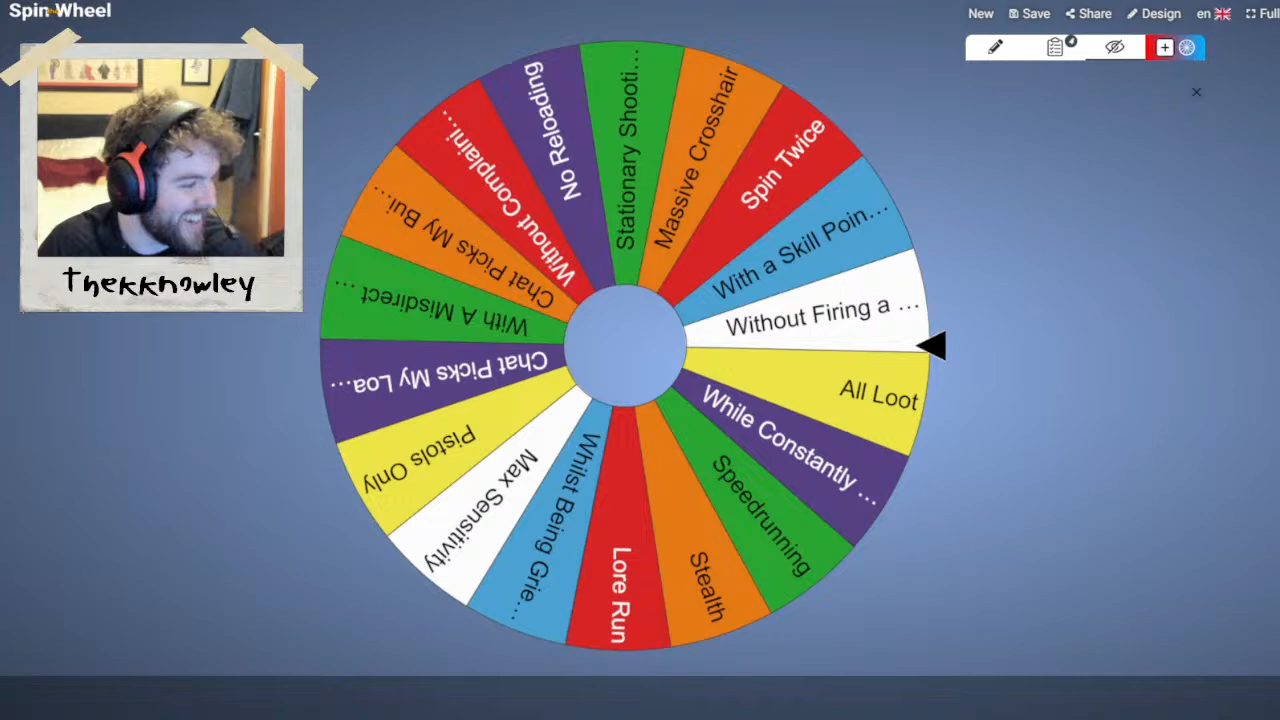 Spin the Wheel
New
Save
Share
Design
en
Full
4
Thekknowley
No Reloading
Stationary Shooti...
Massive Crosshair
Spin Twice
With a Skill Poin...
Without Firing a ...
All Loot
While Constantly ...
Speedrunning
Stealth
Lore Run
Whilst Being Grie...
Max Sensitivity
Pistols Only
Chat Picks My Loa...
With A Misdirect ...
Chat Picks My Bui...
Without Complaini...